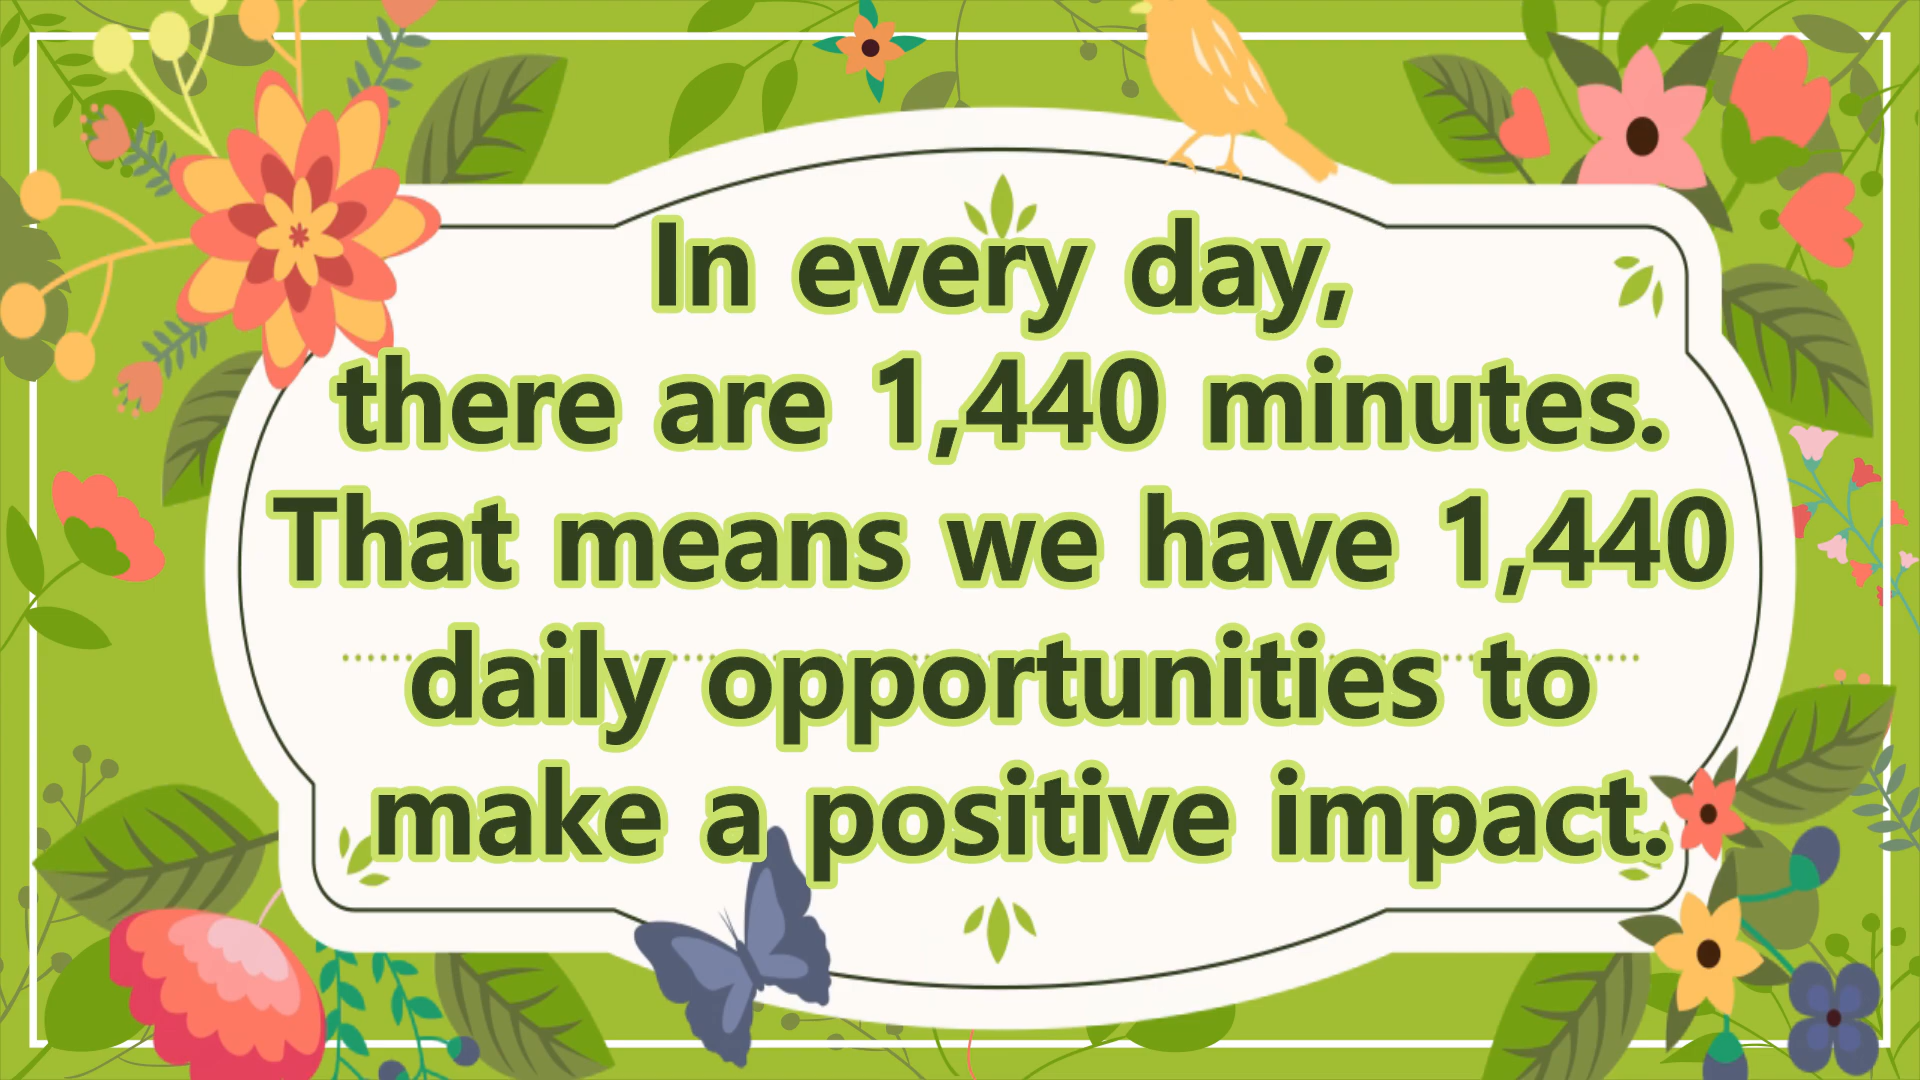 In every day,
there are 1,440 minutes.
That means we have 1,440
daily opportunities to
make a positive impact.